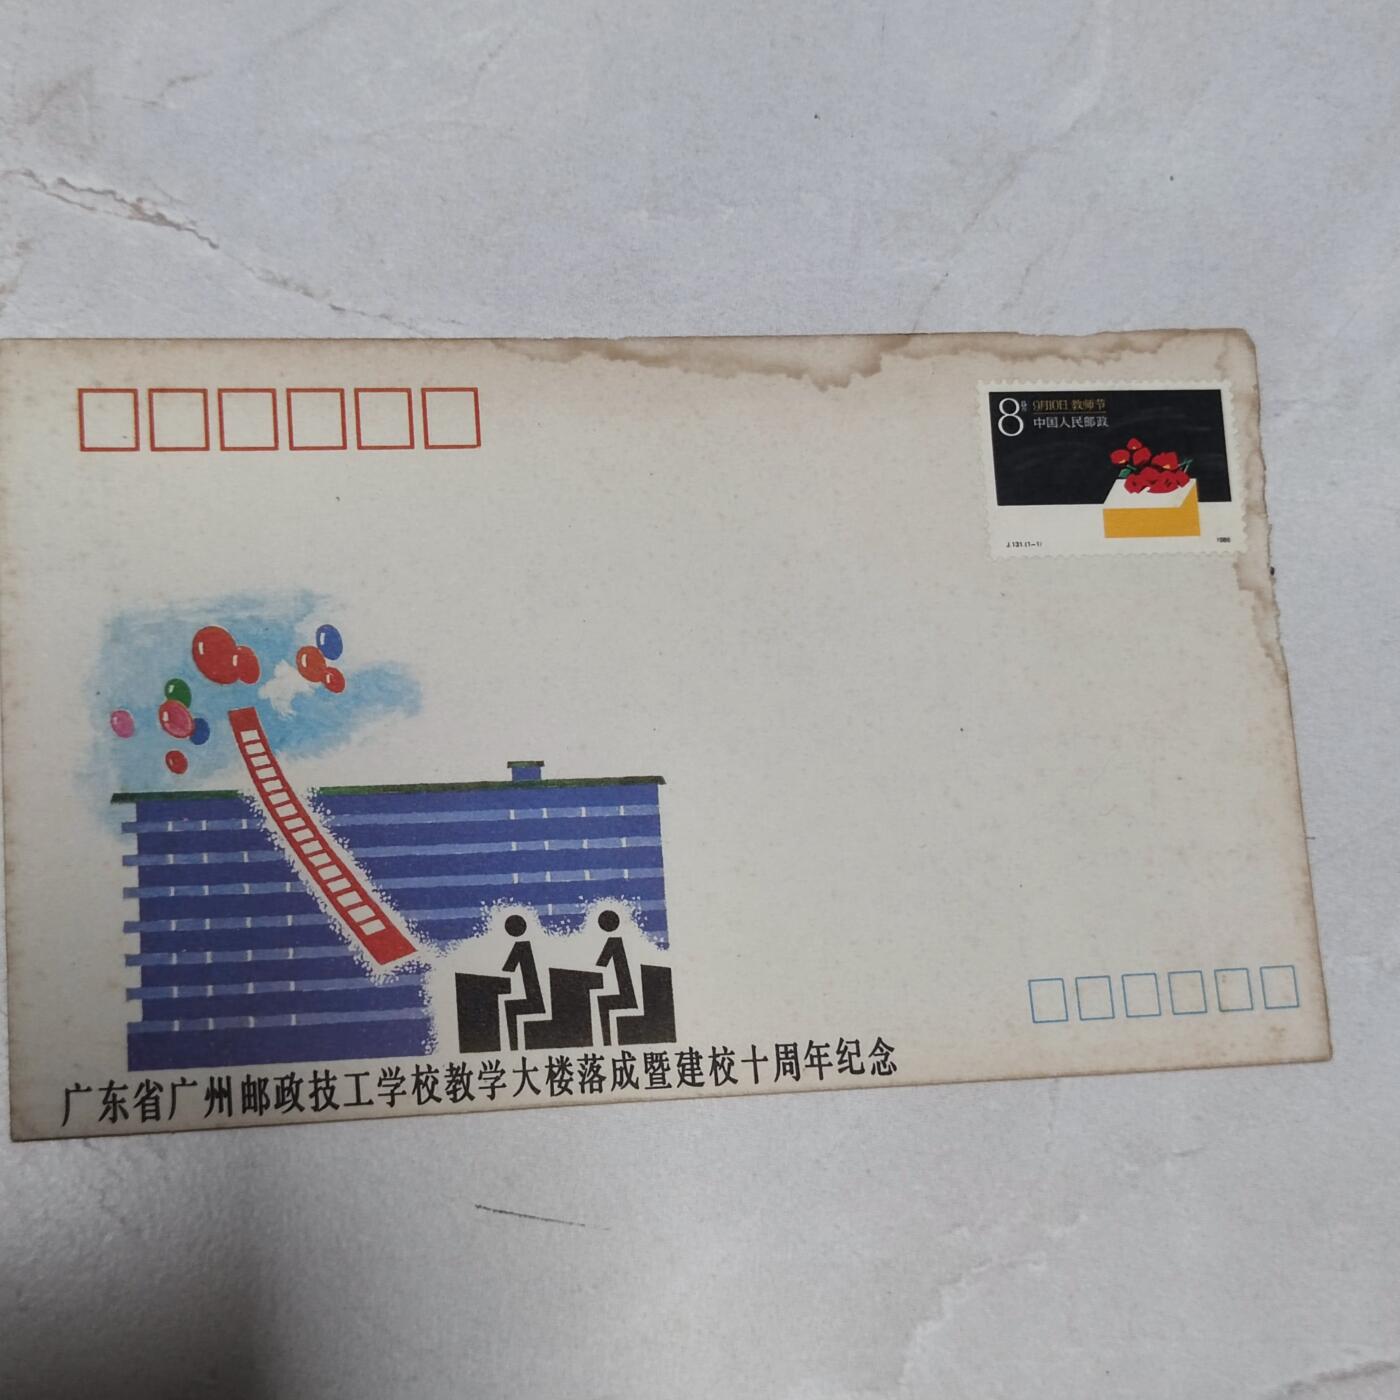 8分
9月10日 教师节
中国人民邮政
J.131.(1-1)
1986
广东省广州邮政技工学校教学大楼落成暨建校十周年纪念